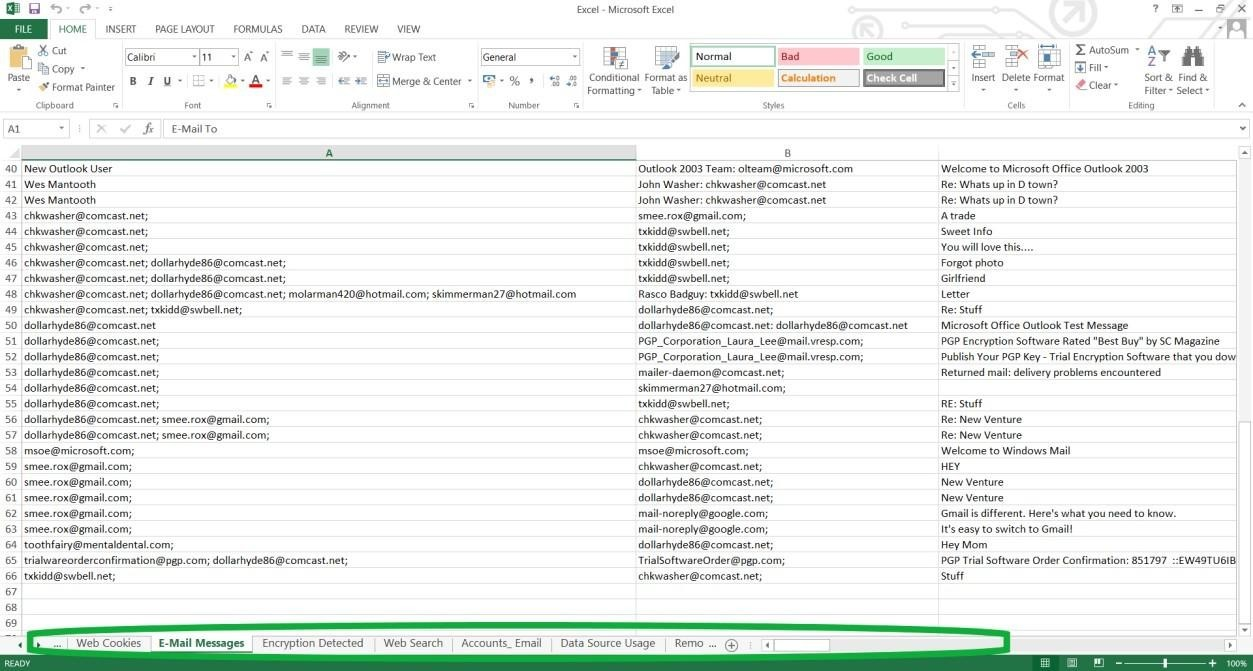 Excel - Microsoft Excel
FILE HOME INSERT PAGE LAYOUT FORMULAS DATA REVIEW VIEW
Paste
Cut
Copy
Format Painter
Clipboard
Calibri 11
B I U
Font
Wrap Text
Merge & Center
Alignment
General
Number
Conditional Formatting
Format as Table
Normal Bad Good
Neutral Calculation Check Cell
Styles
Insert Delete Format
Cells
AutoSum
Fill
Clear
Sort & Filter
Find & Select
Editing
A1 E-Mail To
A B
40 New Outlook User Outlook 2003 Team: olteam@microsoft.com Welcome to Microsoft Office Outlook 2003
41 Wes Mantooth John Washer: chkwasher@comcast.net Re: Whats up in D town?
42 Wes Mantooth John Washer: chkwasher@comcast.net Re: Whats up in D town?
43 chkwasher@comcast.net; smee.rox@gmail.com; A trade
44 chkwasher@comcast.net; txkidd@swbell.net; Sweet Info
45 chkwasher@comcast.net; txkidd@swbell.net; You will love this....
46 chkwasher@comcast.net; dollarhyde86@comcast.net; txkidd@swbell.net; Forgot photo
47 chkwasher@comcast.net; dollarhyde86@comcast.net; txkidd@swbell.net; Girlfriend
48 chkwasher@comcast.net; dollarhyde86@comcast.net; molarman420@hotmail.com; skimmerman27@hotmail.com Rasco Badguy: txkidd@swbell.net Letter
49 chkwasher@comcast.net; txkidd@swbell.net; dollarhyde86@comcast.net; Re: Stuff
50 dollarhyde86@comcast.net dollarhyde86@comcast.net: dollarhyde86@comcast.net Microsoft Office Outlook Test Message
51 dollarhyde86@comcast.net; PGP_Corporation_Laura_Lee@mail.vresp.com; PGP Encryption Software Rated "Best Buy" by SC Magazine
52 dollarhyde86@comcast.net; PGP_Corporation_Laura_Lee@mail.vresp.com; Publish Your PGP Key - Trial Encryption Software that you dow
53 dollarhyde86@comcast.net; mailer-daemon@comcast.net; Returned mail: delivery problems encountered
54 dollarhyde86@comcast.net; skimmerman27@hotmail.com;
55 dollarhyde86@comcast.net; txkidd@swbell.net; RE: Stuff
56 dollarhyde86@comcast.net; smee.rox@gmail.com; chkwasher@comcast.net; Re: New Venture
57 dollarhyde86@comcast.net; smee.rox@gmail.com; chkwasher@comcast.net; Re: New Venture
58 msoe@microsoft.com; msoe@microsoft.com; Welcome to Windows Mail
59 smee.rox@gmail.com; chkwasher@comcast.net; HEY
60 smee.rox@gmail.com; dollarhyde86@comcast.net; New Venture
61 smee.rox@gmail.com; dollarhyde86@comcast.net; New Venture
62 smee.rox@gmail.com; mail-noreply@google.com; Gmail is different. Here's what you need to know.
63 smee.rox@gmail.com; mail-noreply@google.com; It's easy to switch to Gmail!
64 toothfairy@mentaldental.com; dollarhyde86@comcast.net; Hey Mom
65 trialwareorderconfirmation@pgp.com; dollarhyde86@comcast.net; TrialSoftwareOrder@pgp.com; PGP Trial Software Order Confirmation: 851797 ::EW49TU6IB
66 txkidd@swbell.net; chkwasher@comcast.net; Stuff
67
68
69
... Web Cookies E-Mail Messages Encryption Detected Web Search Accounts_ Email Data Source Usage Remo ...
READY 100%